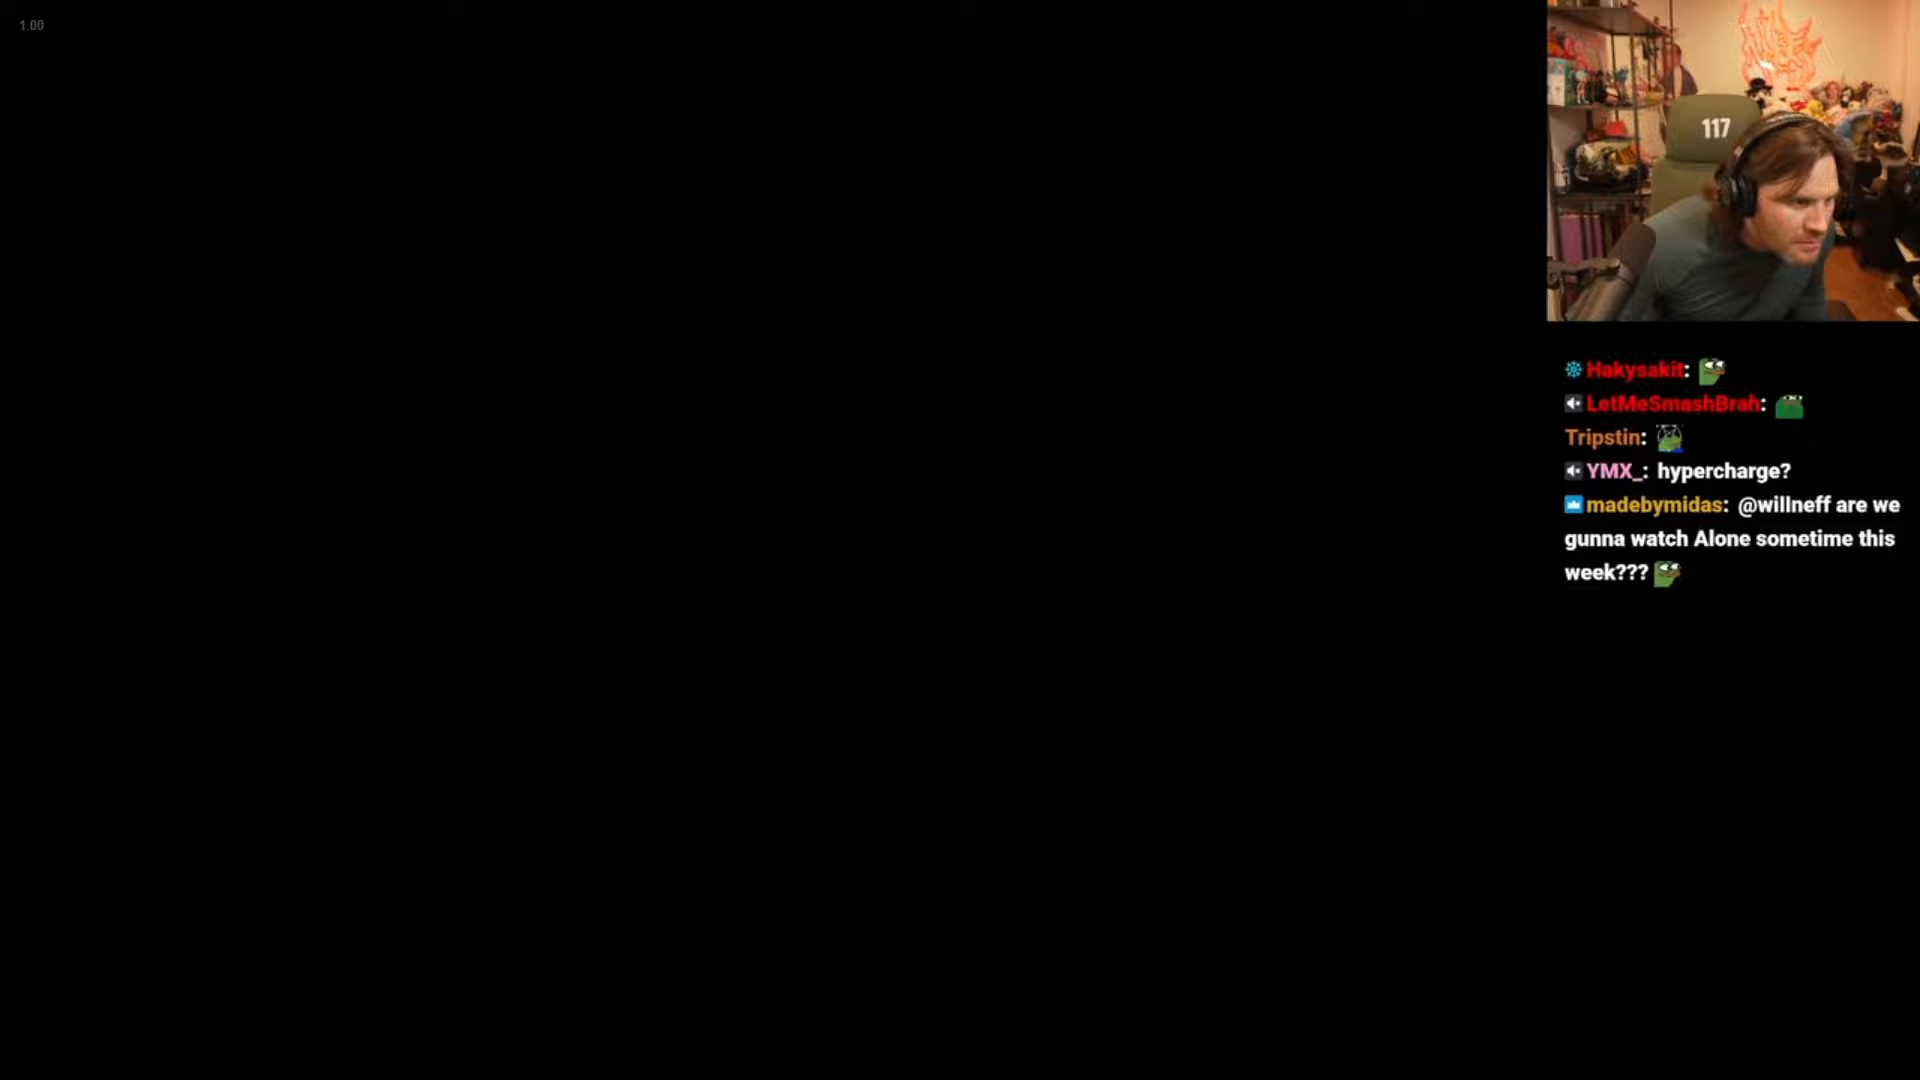 1.00
117
Hakysakit:
LetMeSmashBrah:
Tripstin:
YMX_: hypercharge?
madebymidas: @willneff are we
gunna watch Alone sometime this
week???